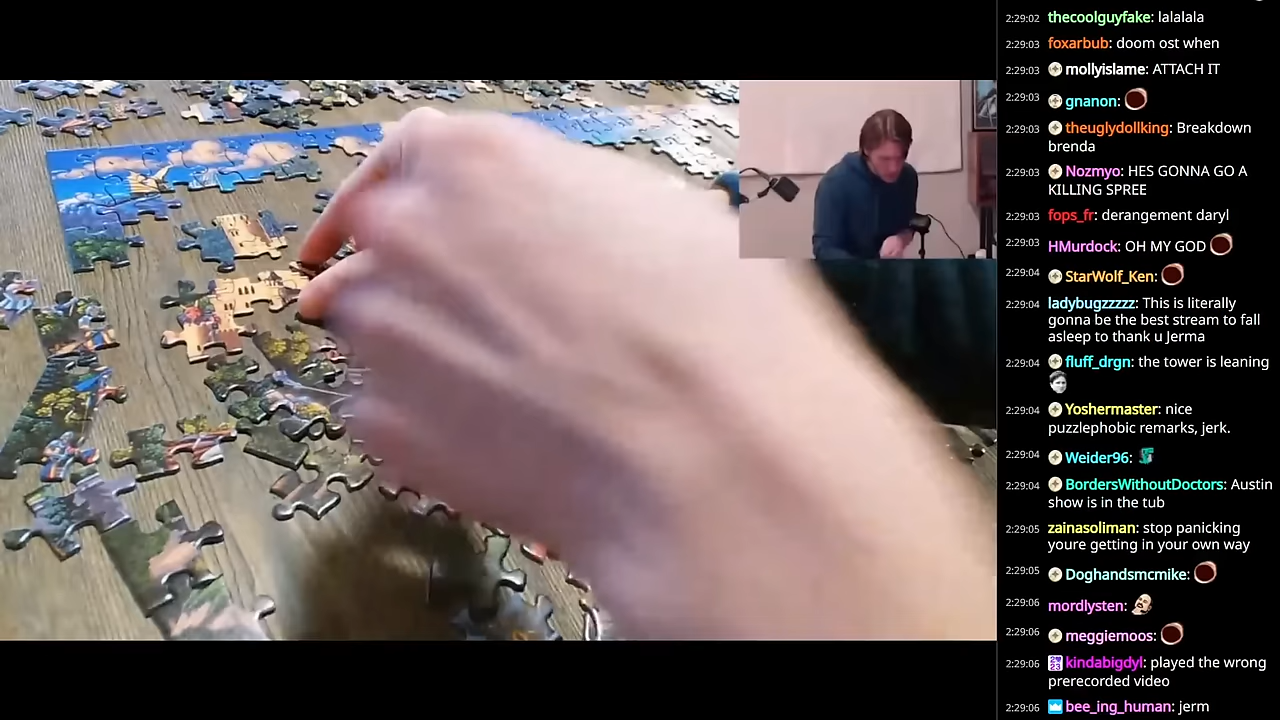 2:29:02 thecoolguyfake: lalalala
2:29:03 foxarbub: doom ost when
2:29:03 mollyislame: ATTACH IT
2:29:03 gnanon:
2:29:03 theuglydollking: Breakdown
brenda
2:29:03 Nozmyo: HES GONNA GO A
KILLING SPREE
2:29:03 fops_fr: derangement daryl
2:29:03 HMurdock: OH MY GOD
2:29:04 StarWolf_Ken:
2:29:04 ladybugzzzzz: This is literally
gonna be the best stream to fall
asleep to thank u Jerma
2:29:04 fluff_drgn: the tower is leaning
2:29:04 Yoshermaster: nice
puzzlephobic remarks, jerk.
2:29:04 Weider96:
2:29:04 BordersWithoutDoctors: Austin
show is in the tub
2:29:05 zainasoliman: stop panicking
youre getting in your own way
2:29:05 Doghandsmcmike:
2:29:06 mordlysten:
2:29:06 meggiemoos:
2:29:06 kindabigdyl: played the wrong
prerecorded video
2:29:06 bee_ing_human: jerm